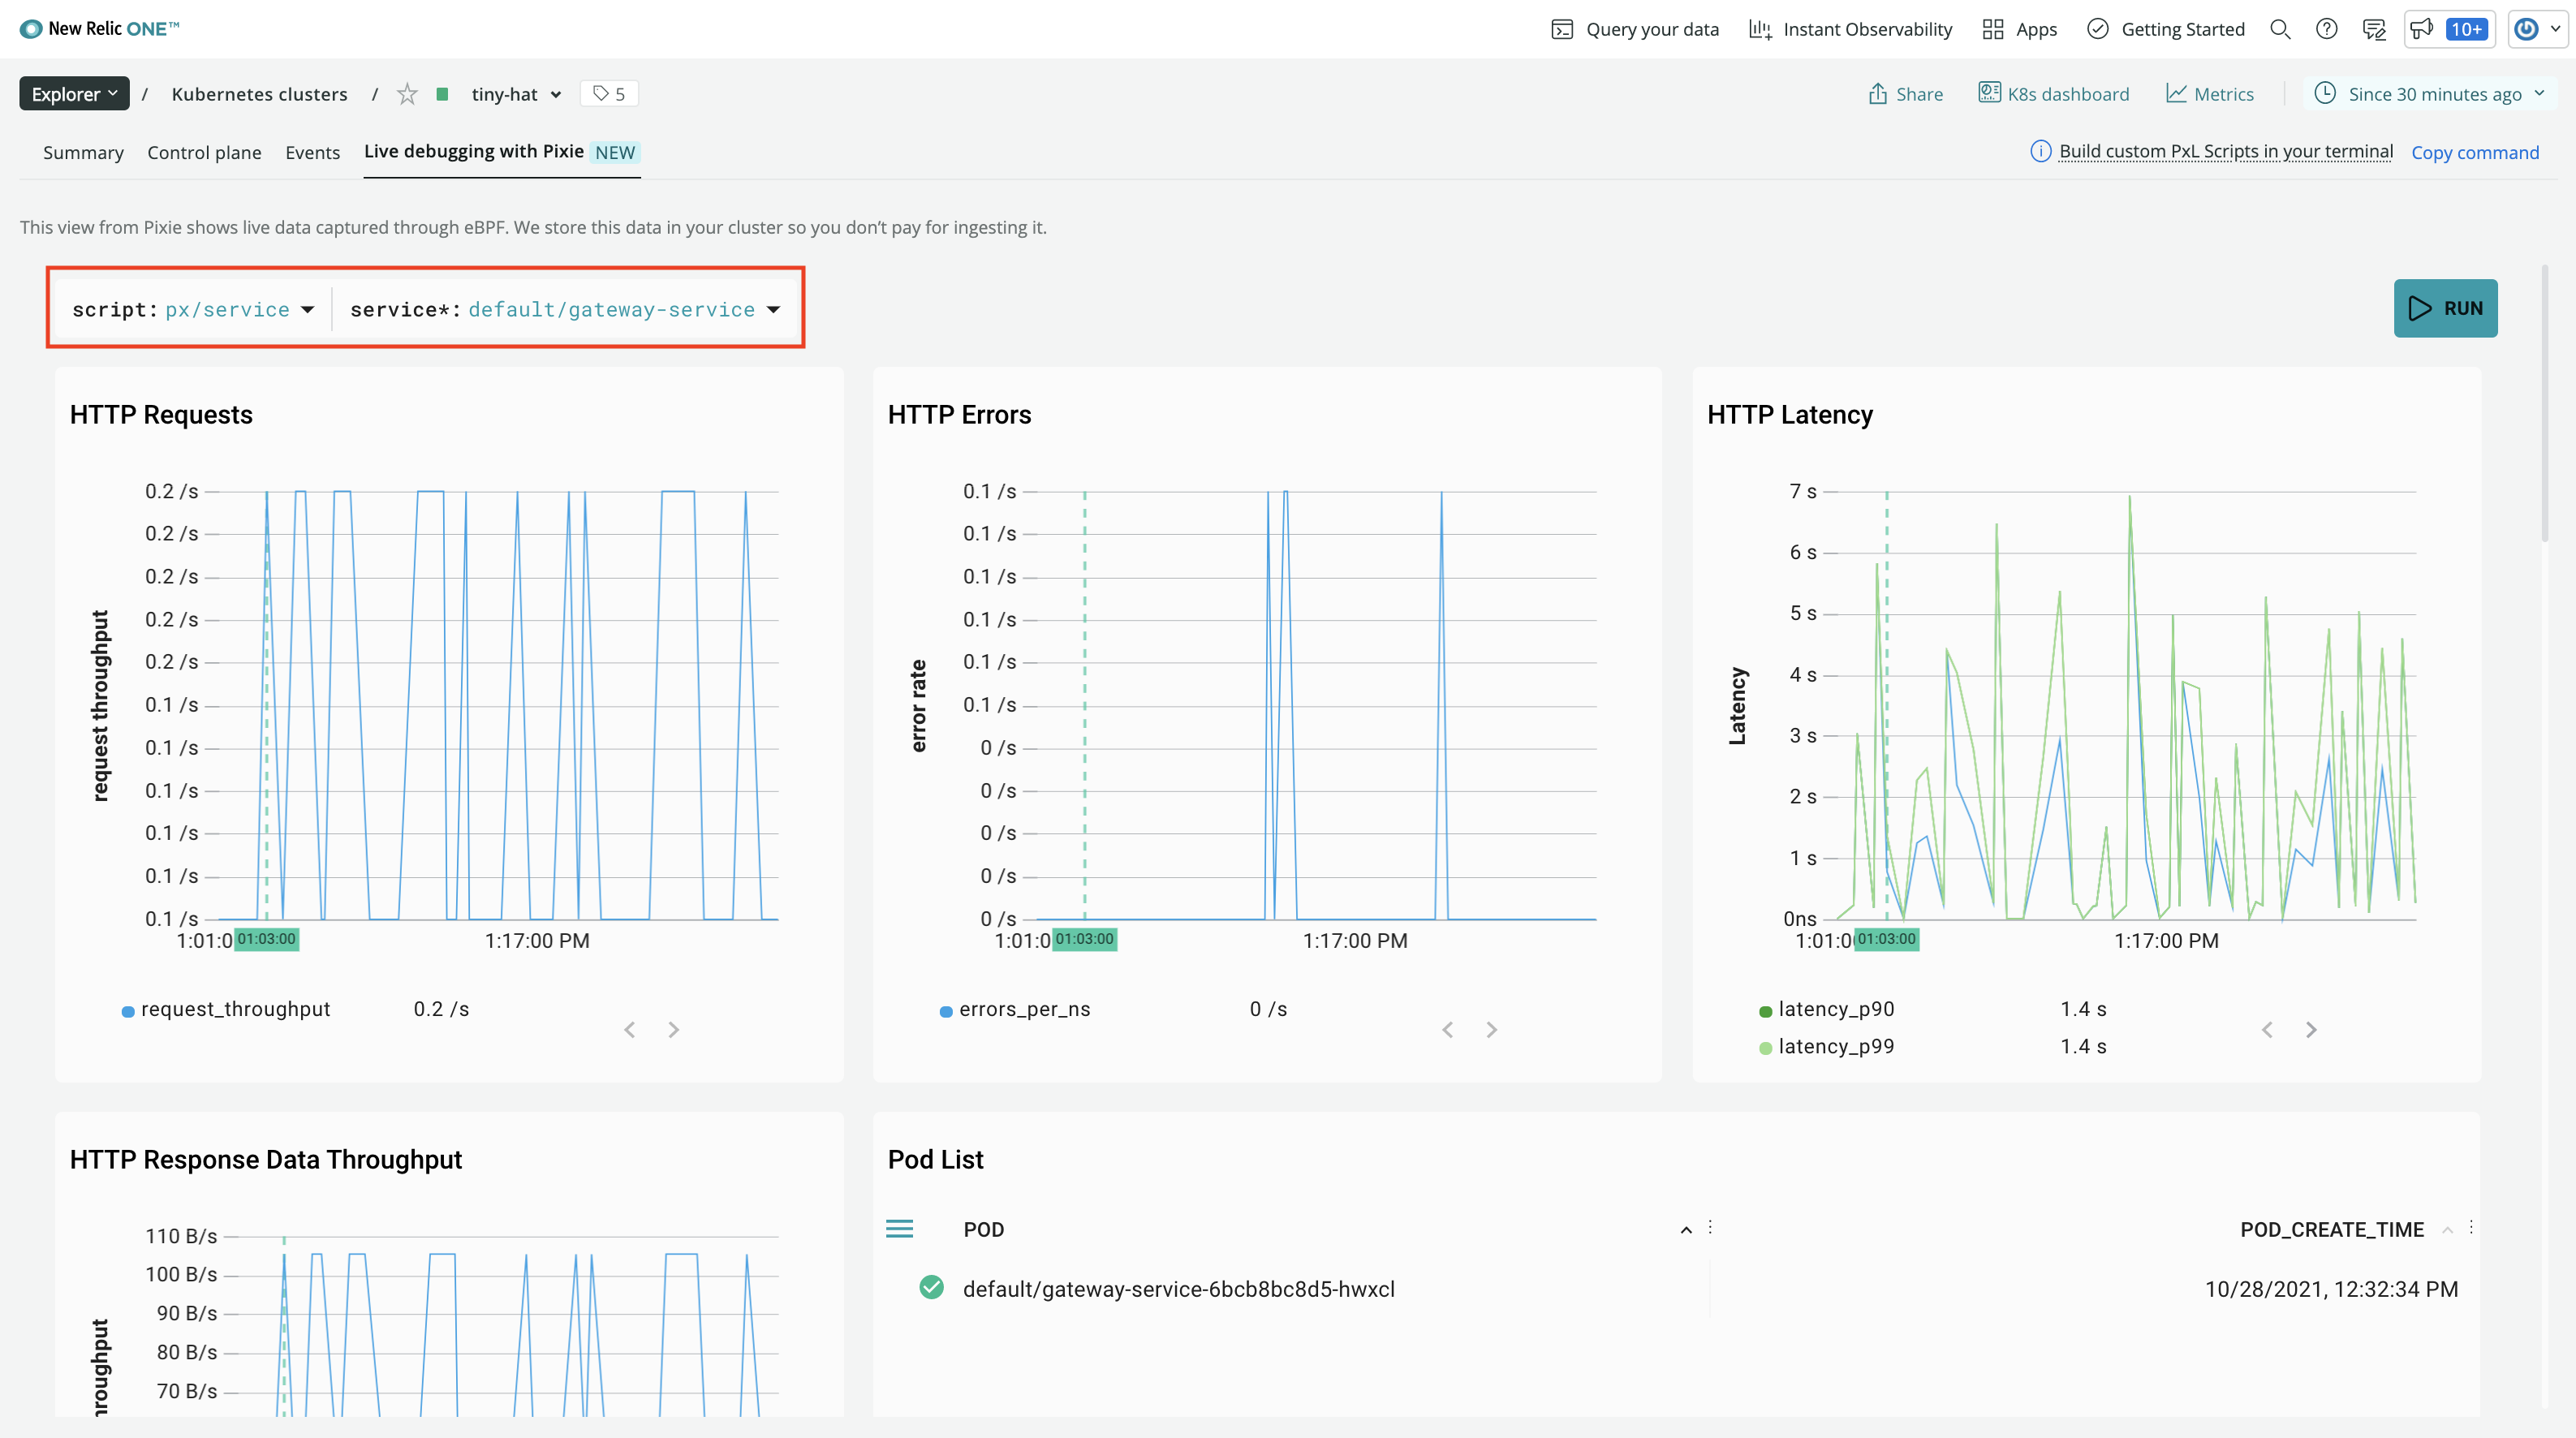 New Relic ONE™
Query your data
Instant Observability
Apps
Getting Started
10+
Explorer / Kubernetes clusters / tiny-hat 5
Share
K8s dashboard
Metrics
Since 30 minutes ago
Summary
Control plane
Events
Live debugging with Pixie NEW
Build custom PxL Scripts in your terminal
Copy command
This view from Pixie shows live data captured through eBPF. We store this data in your cluster so you don't pay for ingesting it.
script: px/service
service*: default/gateway-service
RUN
HTTP Requests
request throughput
0.2 /s
0.2 /s
0.2 /s
0.2 /s
0.2 /s
0.1 /s
0.1 /s
0.1 /s
0.1 /s
0.1 /s
0.1 /s
1:01:0
01:03:00
1:17:00 PM
request_throughput 0.2 /s
HTTP Errors
error rate
0.1 /s
0.1 /s
0.1 /s
0.1 /s
0.1 /s
0.1 /s
0 /s
0 /s
0 /s
0 /s
0 /s
1:01:0
01:03:00
1:17:00 PM
errors_per_ns 0 /s
HTTP Latency
Latency
7 s
6 s
5 s
4 s
3 s
2 s
1 s
0ns
1:01:0
01:03:00
1:17:00 PM
latency_p90 1.4 s
latency_p99 1.4 s
HTTP Response Data Throughput
hroughput
110 B/s
100 B/s
90 B/s
80 B/s
70 B/s
Pod List
POD
POD_CREATE_TIME
default/gateway-service-6bcb8bc8d5-hwxcl
10/28/2021, 12:32:34 PM